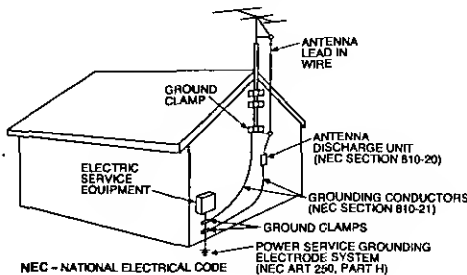 ANTENNA
LEAD IN
WIRE
GROUND
CLAMP
ANTENNA
DISCHARGE UNIT
(NEC SECTION 810-20)
ELECTRIC
SERVICE
EQUIPMENT
GROUNDING CONDUCTORS
(NEC SECTION 810-21)
GROUND CLAMPS
POWER SERVICE GROUNDING
ELECTRODE SYSTEM
(NEC ART 250, PART H)
NEC - NATIONAL ELECTRICAL CODE